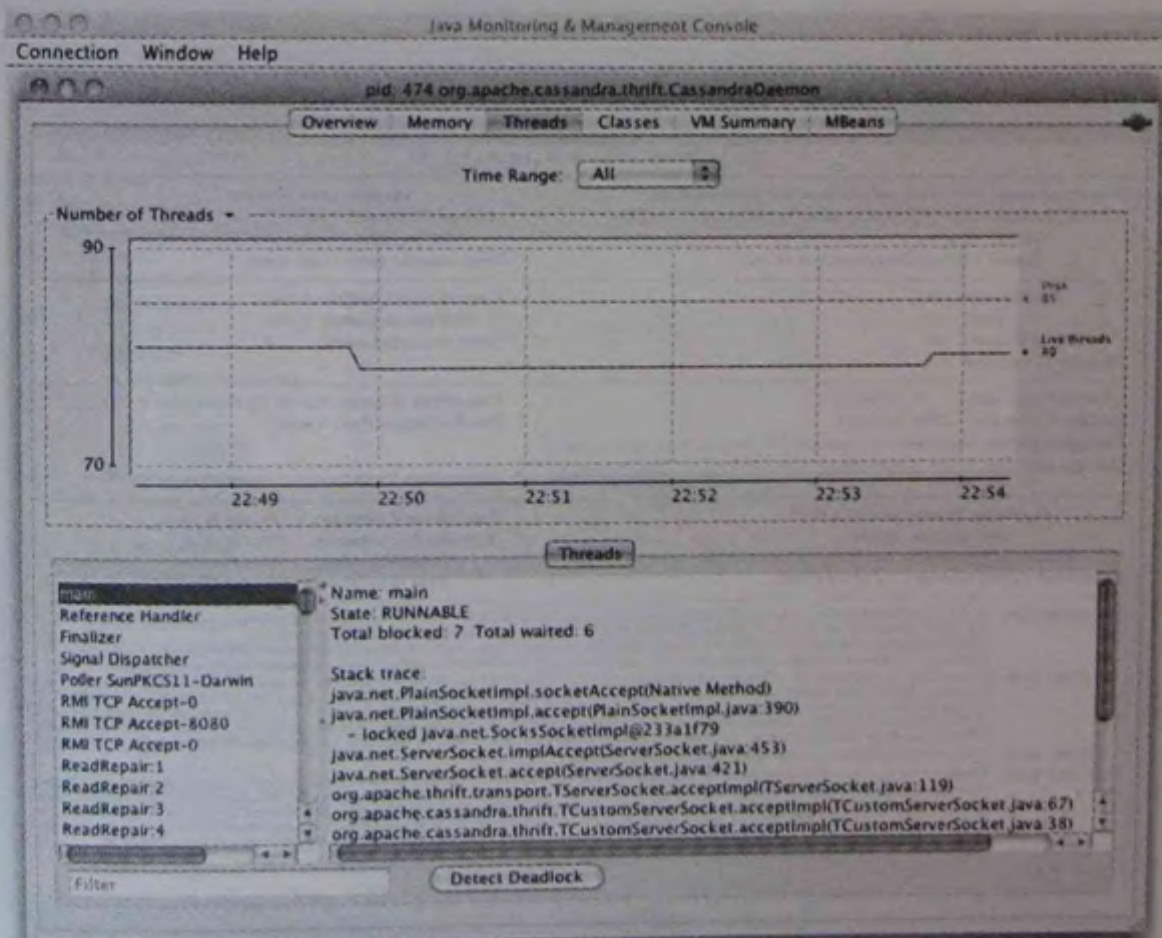 Java Monitoring & Management Console
Connection Window Help
pid: 474 org.apache.cassandra.thrift.CassandraDaemon
Overview Memory Threads Classes VM Summary MBeans
Time Range: All
Number of Threads
90
Peak
85
Live threads
80
70
22:49 22:50 22:51 22:52 22:53 22:54
Threads
main
Reference Handler
Finalizer
Signal Dispatcher
Poller SunPKCS11-Darwin
RMI TCP Accept-0
RMI TCP Accept-8080
RMI TCP Accept-0
ReadRepair:1
ReadRepair:2
ReadRepair:3
ReadRepair:4
Name: main
State: RUNNABLE
Total blocked: 7 Total waited: 6
Stack trace:
java.net.PlainSocketImpl.socketAccept(Native Method)
java.net.PlainSocketImpl.accept(PlainSocketImpl.java:390)
- locked java.net.SocksSocketImpl@233a1f79
java.net.ServerSocket.implAccept(ServerSocket.java:453)
java.net.ServerSocket.accept(ServerSocket.java:421)
org.apache.thrift.transport.TServerSocket.acceptImpl(TServerSocket.java:119)
org.apache.cassandra.thrift.TCustomServerSocket.acceptImpl(TCustomServerSocket.java:67)
org.apache.cassandra.thrift.TCustomServerSocket.acceptImpl(TCustomServerSocket.java:38)
Filter
Detect Deadlock